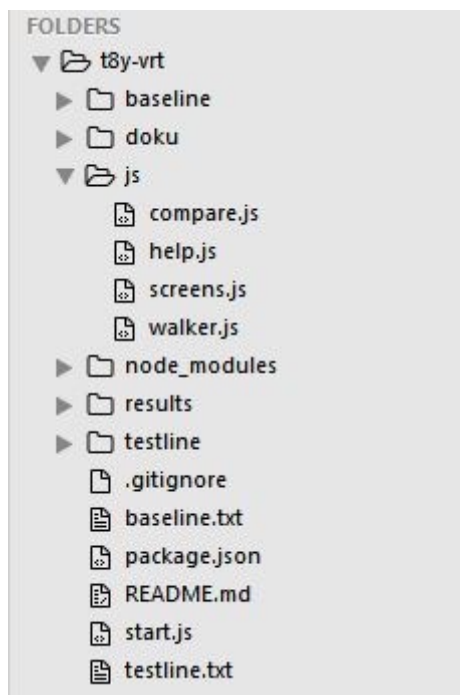 FOLDERS
t8y-vrt
baseline
doku
js
compare.js
help.js
screens.js
walker.js
node_modules
results
testline
.gitignore
baseline.txt
package.json
README.md
start.js
testline.txt